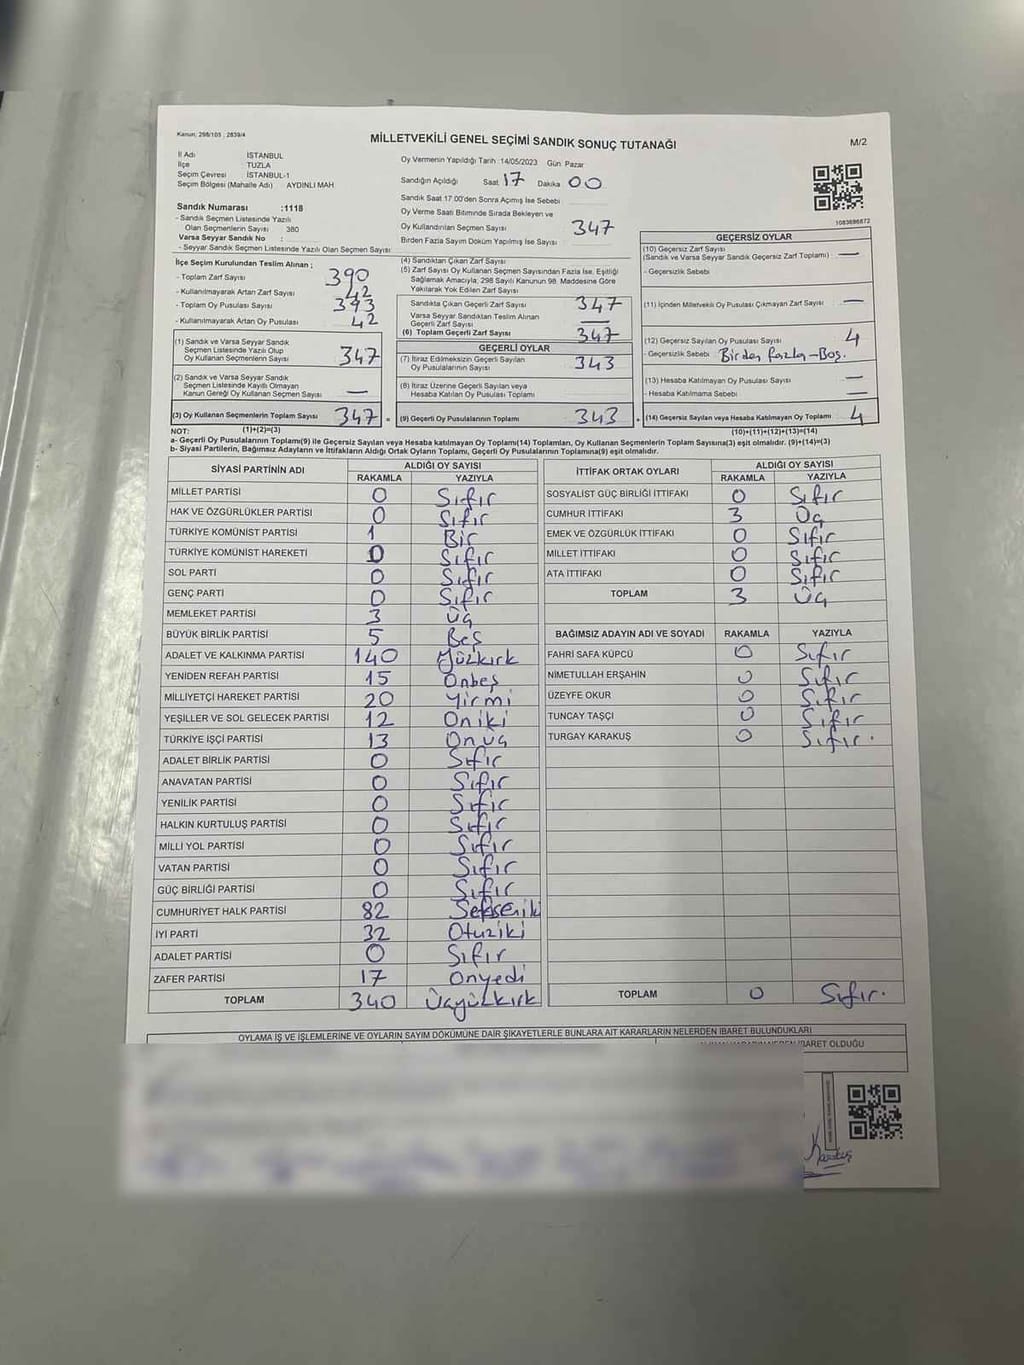 Kanun; 298/105 ; 2839/4
MİLLETVEKİLİ GENEL SEÇİMİ SANDIK SONUÇ TUTANAĞI
M/2
İl Adı İSTANBUL
İlçe TUZLA
Seçim Çevresi İSTANBUL-1
Seçim Bölgesi (Mahalle Adı) AYDINLI MAH
Sandık Numarası :1118
- Sandık Seçmen Listesinde Yazılı
Olan Seçmenlerin Sayısı 380
Varsa Seyyar Sandık No :
- Seyyar Sandık Seçmen Listesinde Yazılı Olan Seçmen Sayısı
Oy Vermenin Yapıldığı Tarih :14/05/2023 Gün Pazar
Sandığın Açıldığı Saat 17 Dakika 00
Sandık Saat 17:00'den Sonra Açımış İse Sebebi
Oy Verme Saati Bitiminde Sırada Bekleyen ve
Oy Kullandırılan Seçmen Sayısı 347
Birden Fazla Sayım Döküm Yapılmış İse Sayısı
1083696872
İlçe Seçim Kurulundan Teslim Alınan ;
- Toplam Zarf Sayısı 390
- Kullanılmayarak Artan Zarf Sayısı 42
- Toplam Oy Pusulası Sayısı 393
- Kullanılmayarak Artan Oy Pusulası 42
(1) Sandık ve Varsa Seyyar Sandık
Seçmen Listesinde Yazılı Olup
Oy Kullanan Seçmenlerin Sayısı 347
(2) Sandık ve Varsa Seyyar Sandık
Seçmen Listesinde Kayıtlı Olmayan
Kanun Gereği Oy Kullanan Seçmen Sayısı —
(3) Oy Kullanan Seçmenlerin Toplam Sayısı 347
(4) Sandıktan Çıkan Zarf Sayısı
(5) Zarf Sayısı Oy Kullanan Seçmen Sayısından Fazla İse, Eşitliği
Sağlamak Amacıyla; 298 Sayılı Kanunun 98. Maddesine Göre
Yakılarak Yok Edilen Zarf Sayısı
Sandıkta Çıkan Geçerli Zarf Sayısı 347
Varsa Seyyar Sandıktan Teslim Alınan
Geçerli Zarf Sayısı —
(6) Toplam Geçerli Zarf Sayısı 347
GEÇERLİ OYLAR
(7) İtiraz Edilmeksizin Geçerli Sayılan
Oy Pusulalarının Sayısı 343
(8) İtiraz Üzerine Geçerli Sayılan veya
Hesaba Katılan Oy Pusulası Toplamı
(9) Geçerli Oy Pusulalarının Toplamı 343
GEÇERSİZ OYLAR
(10) Geçersiz Zarf Sayısı
(Sandık ve Varsa Seyyar Sandık Geçersiz Zarf Toplamı) —
- Geçersizlik Sebebi
(11) İçinden Milletvekili Oy Pusulası Çıkmayan Zarf Sayısı —
(12) Geçersiz Sayılan Oy Pusulası Sayısı 4
- Geçersizlik Sebebi Birden fazla-Boş.
(13) Hesaba Katılmayan Oy Pusulası Sayısı —
- Hesaba Katılmama Sebebi —
(14) Geçersiz Sayılan veya Hesaba Katılmayan Oy Toplamı 4
NOT: (1)+(2)=(3) (10)+(11)+(12)+(13)=(14)
a- Geçerli Oy Pusulalarının Toplamı(9) ile Geçersiz Sayılan veya Hesaba katılmayan Oy Toplamı(14) Toplamları, Oy Kullanan Seçmenlerin Toplam Sayısına(3) eşit olmalıdır. (9)+(14)=(3)
b- Siyasi Partilerin, Bağımsız Adayların ve İttifakların Aldığı Ortak Oyların Toplamı, Geçerli Oy Pusulalarının Toplamına(9) eşit olmalıdır.
SİYASİ PARTİNİN ADI ALDIĞI OY SAYISI
RAKAMLA YAZIYLA
MİLLET PARTİSİ 0 Sıfır
HAK VE ÖZGÜRLÜKLER PARTİSİ 0 Sıfır
TÜRKİYE KOMÜNİST PARTİSİ 1 Bir
TÜRKİYE KOMÜNİST HAREKETİ 0 Sıfır
SOL PARTİ 0 Sıfır
GENÇ PARTİ 0 Sıfır
MEMLEKET PARTİSİ 3 Üç
BÜYÜK BİRLİK PARTİSİ 5 Beş
ADALET VE KALKINMA PARTİSİ 140 Yüzkırk
YENİDEN REFAH PARTİSİ 15 Onbeş
MİLLİYETÇİ HAREKET PARTİSİ 20 Yirmi
YEŞİLLER VE SOL GELECEK PARTİSİ 12 Oniki
TÜRKİYE İŞÇİ PARTİSİ 13 Onüç
ADALET BİRLİK PARTİSİ 0 Sıfır
ANAVATAN PARTİSİ 0 Sıfır
YENİLİK PARTİSİ 0 Sıfır
HALKIN KURTULUŞ PARTİSİ 0 Sıfır
MİLLİ YOL PARTİSİ 0 Sıfır
VATAN PARTİSİ 0 Sıfır
GÜÇ BİRLİĞİ PARTİSİ 0 Sıfır
CUMHURİYET HALK PARTİSİ 82 Seksenik
İYİ PARTİ 32 Otuziki
ADALET PARTİSİ 0 Sıfır
ZAFER PARTİSİ 17 Onyedi
TOPLAM 340 Üçyüzkırk
İTTİFAK ORTAK OYLARI ALDIĞI OY SAYISI
RAKAMLA YAZIYLA
SOSYALİST GÜÇ BİRLİĞİ İTTİFAKI 0 Sıfır
CUMHUR İTTİFAKI 3 Üç
EMEK VE ÖZGÜRLÜK İTTİFAKI 0 Sıfır
MİLLET İTTİFAKI 0 Sıfır
ATA İTTİFAKI 0 Sıfır
TOPLAM 3 Üç
BAĞIMSIZ ADAYIN ADI VE SOYADI RAKAMLA YAZIYLA
FAHRİ SAFA KÜPCÜ 0 Sıfır
NİMETULLAH ERŞAHİN 0 Sıfır
ÜZEYFE OKUR 0 Sıfır
TUNCAY TAŞÇI 0 Sıfır
TURGAY KARAKUŞ 0 Sıfır.
TOPLAM 0 Sıfır.
OYLAMA İŞ VE İŞLEMLERİNE VE OYLARIN SAYIM DÖKÜMÜNE DAİR ŞİKAYETLERLE BUNLARA AİT KARARLARIN NELERDEN İBARET BULUNDUKLARI
İBARET OLDUĞU